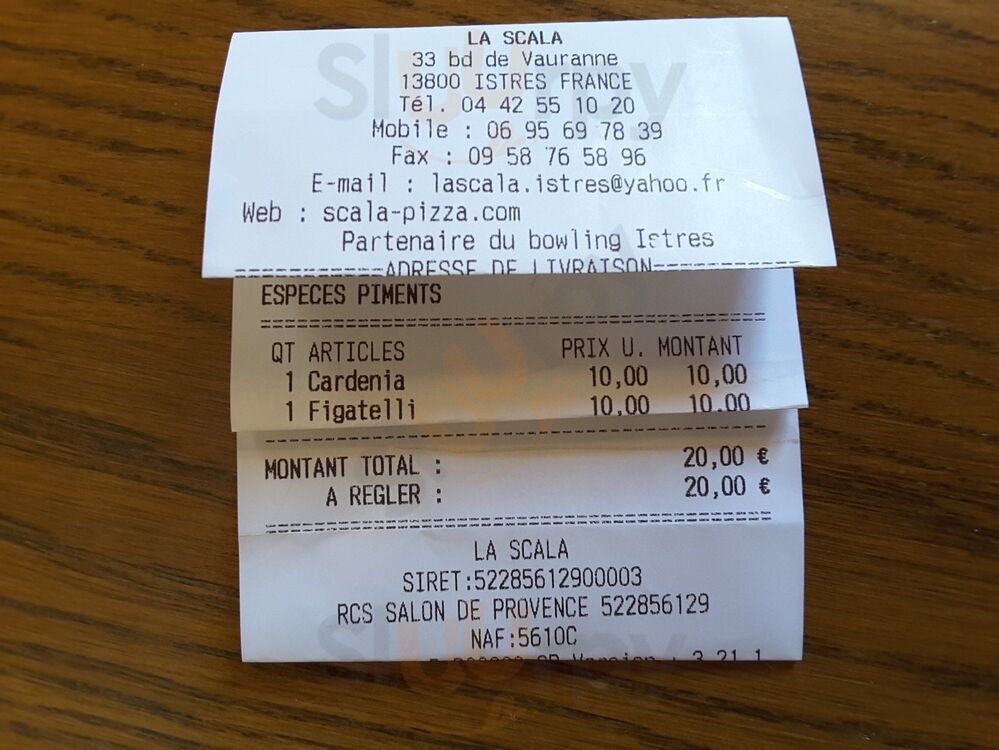 LA SCALA
33 bd de Vauranne
13800 ISTRES FRANCE
Tél. 04 42 55 10 20
Mobile : 06 95 69 78 39
Fax : 09 58 76 58 96
E-mail : lascala.istres@yahoo.fr
Web : scala-pizza.com
Partenaire du bowling Istres
ADRESSE DE LIVRAISON
ESPECES PIMENTS
QT ARTICLES PRIX U. MONTANT
1 Cardenia 10,00 10,00
1 Figatelli 10,00 10.00
MONTANT TOTAL : 20,00 €
A REGLER : 20,00 €
LA SCALA
SIRET:52285612900003
RCS SALON DE PROVENCE 522856129
NAF:5610C
Version : 3.21.1